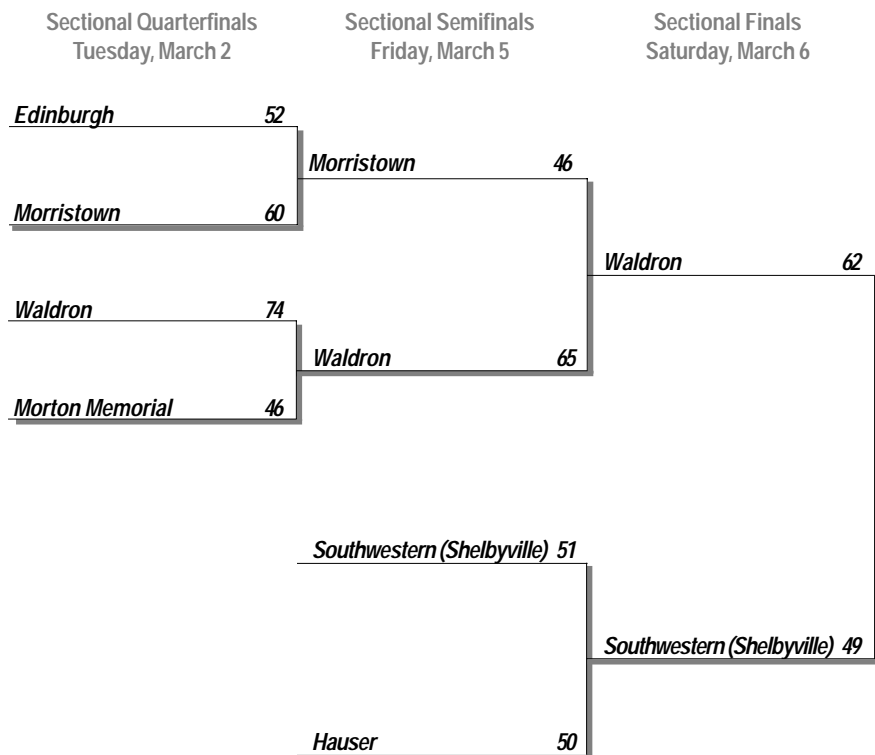 Sectional Quarterfinals
Tuesday, March 2
Sectional Semifinals
Friday, March 5
Sectional Finals
Saturday, March 6
Edinburgh 52
Morristown 60
Waldron 74
Morton Memorial 46
Morristown 46
Waldron 65
Southwestern (Shelbyville) 51
Hauser 50
Waldron 62
Southwestern (Shelbyville) 49